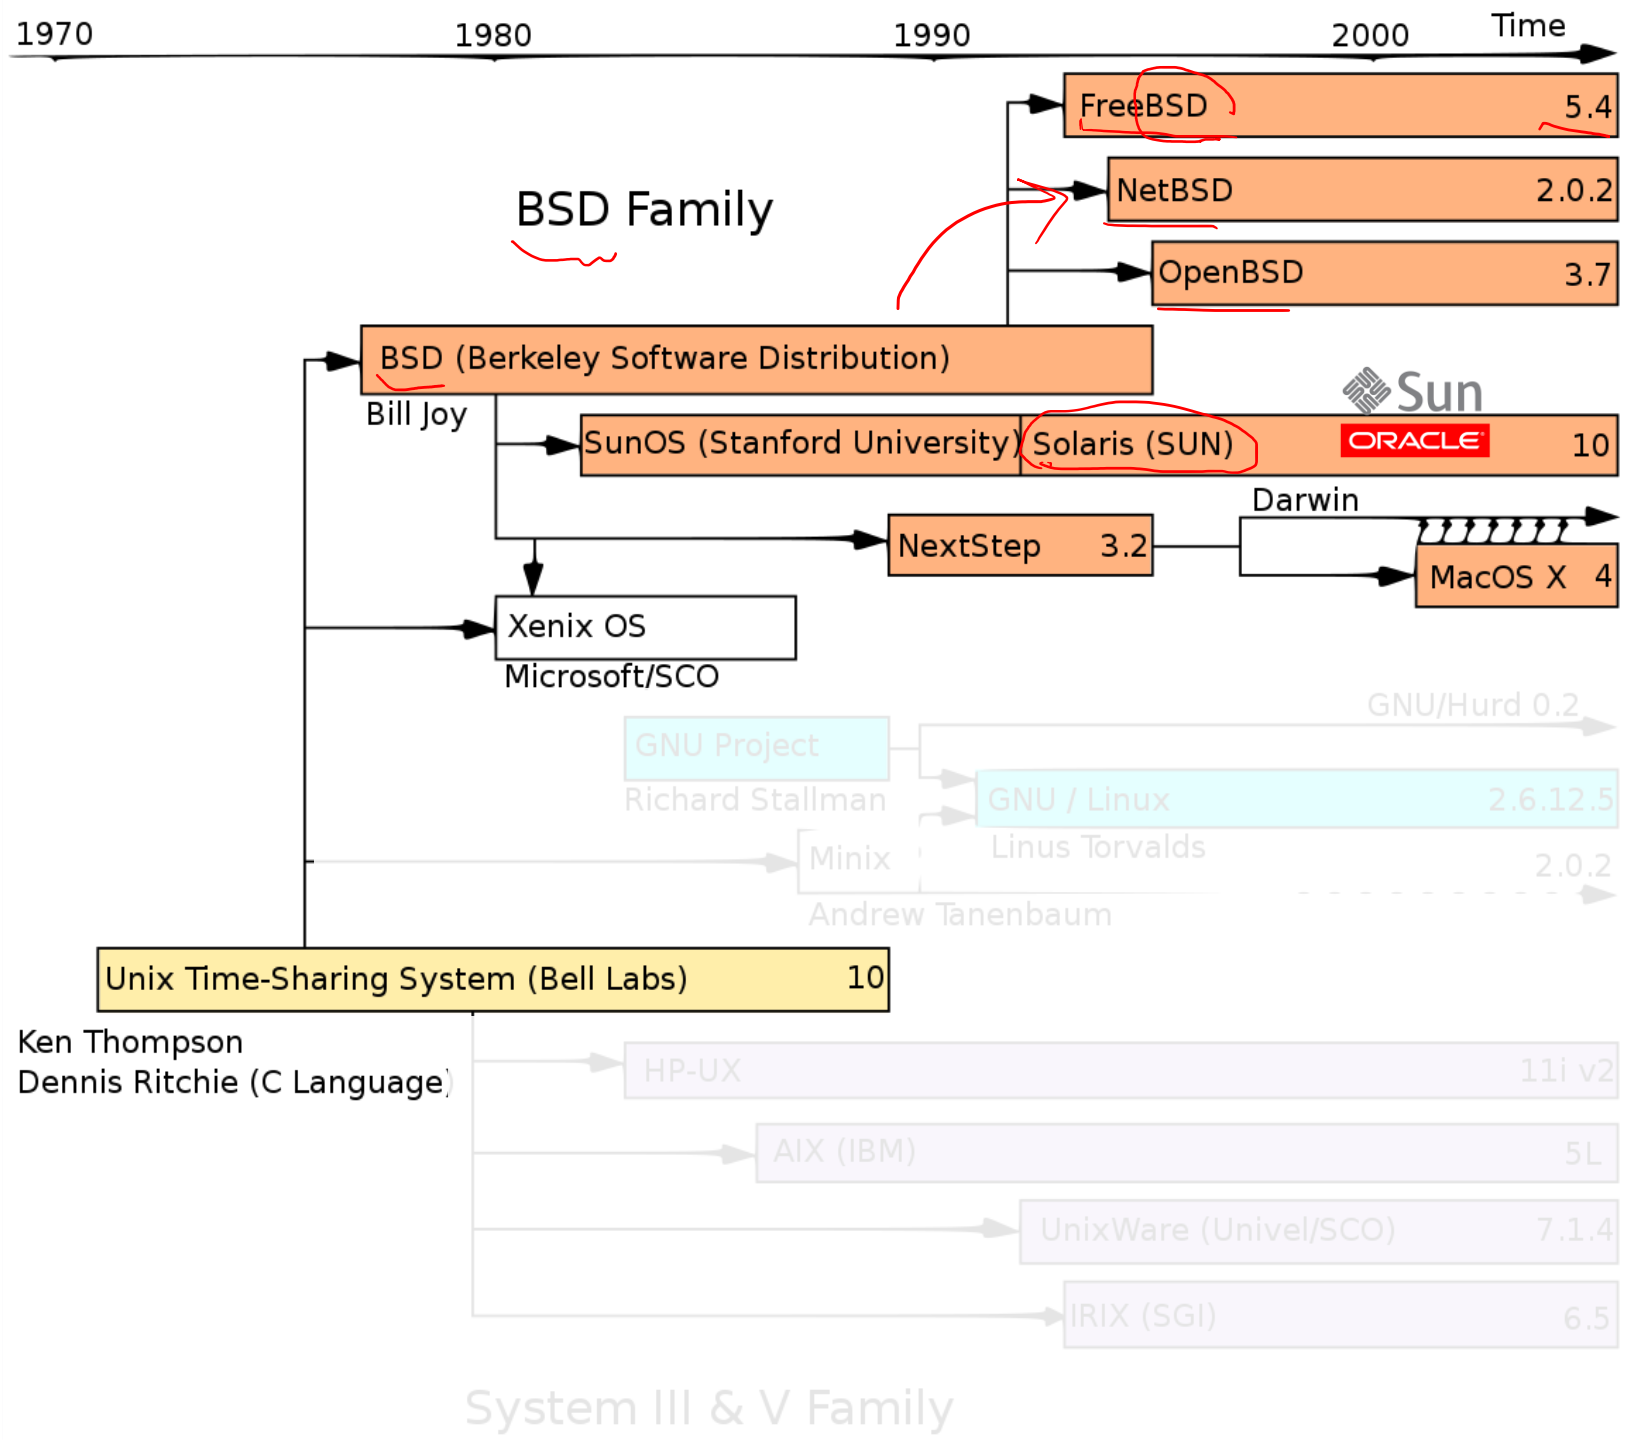 1970 1980 1990 2000 Time
FreeBSD 5.4
NetBSD 2.0.2
BSD Family
OpenBSD 3.7
BSD (Berkeley Software Distribution)
Bill Joy
Sun
SunOS (Stanford University) Solaris (SUN) ORACLE 10
Darwin
NextStep 3.2
MacOS X 4
Xenix OS
Microsoft/SCO
GNU/Hurd 0.2
GNU Project
Richard Stallman
GNU / Linux 2.6.12.5
Linus Torvalds
Minix 2.0.2
Andrew Tanenbaum
Unix Time-Sharing System (Bell Labs) 10
Ken Thompson
Dennis Ritchie (C Language)
HP-UX 11i v2
AIX (IBM) 5L
UnixWare (Univel/SCO) 7.1.4
IRIX (SGI) 6.5
System III & V Family